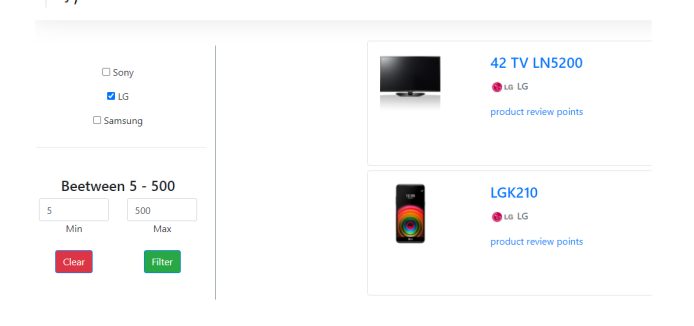 Sony
LG
Samsung
Beetween 5 - 500
5
500
Min
Max
Clear
Filter
42 TV LN5200
LG LG
product review points
LGK210
LG LG
product review points